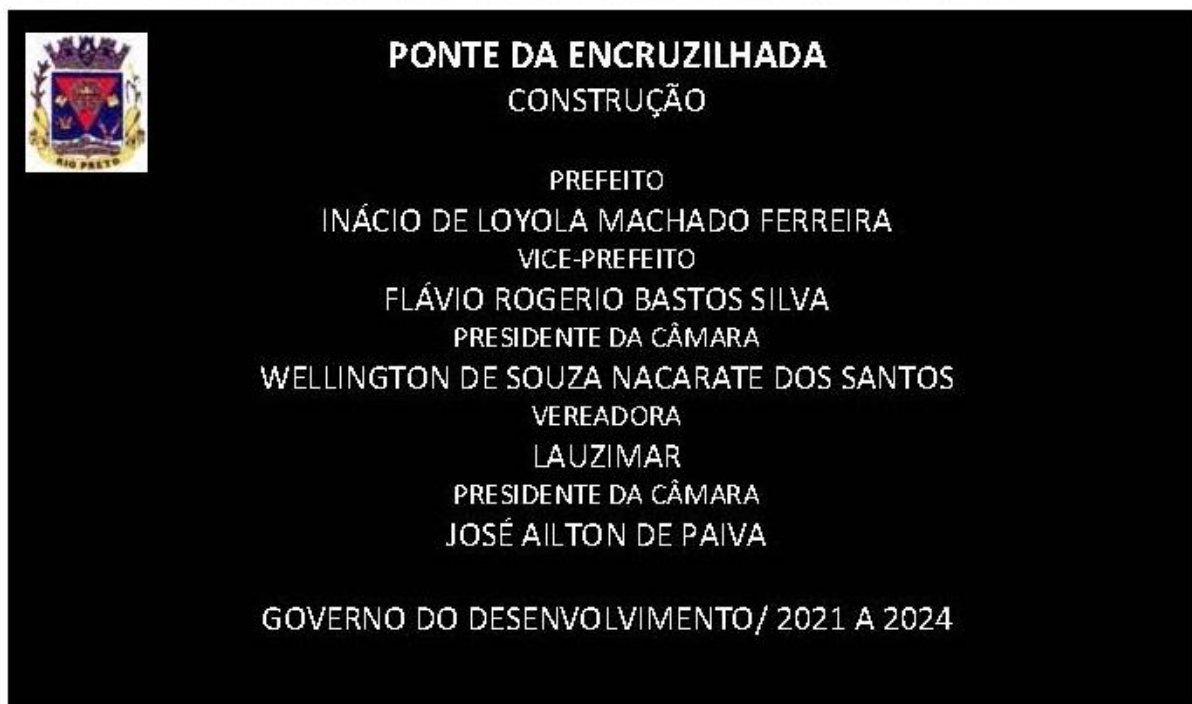 RIO PRETO
PONTE DA ENCRUZILHADA
CONSTRUÇÃO
PREFEITO
INÁCIO DE LOYOLA MACHADO FERREIRA
VICE-PREFEITO
FLÁVIO ROGERIO BASTOS SILVA
PRESIDENTE DA CÂMARA
WELLINGTON DE SOUZA NACARATE DOS SANTOS
VEREADORA
LAUZIMAR
PRESIDENTE DA CÂMARA
JOSÉ AILTON DE PAIVA
GOVERNO DO DESENVOLVIMENTO/ 2021 A 2024